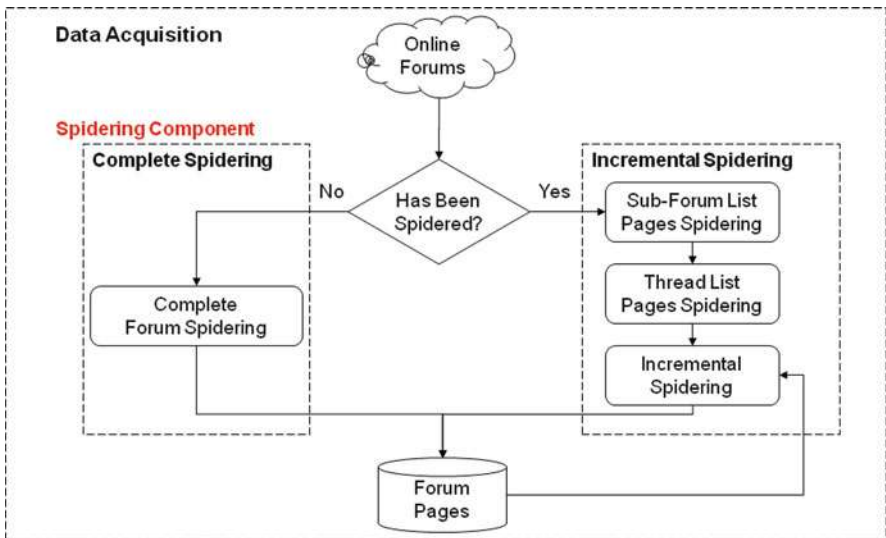 Data Acquisition
Online
Forums
Spidering Component
Complete Spidering
Incremental Spidering
No
Has Been
Spidered?
Yes
Sub-Forum List
Pages Spidering
Thread List
Pages Spidering
Complete
Forum Spidering
Incremental
Spidering
Forum
Pages